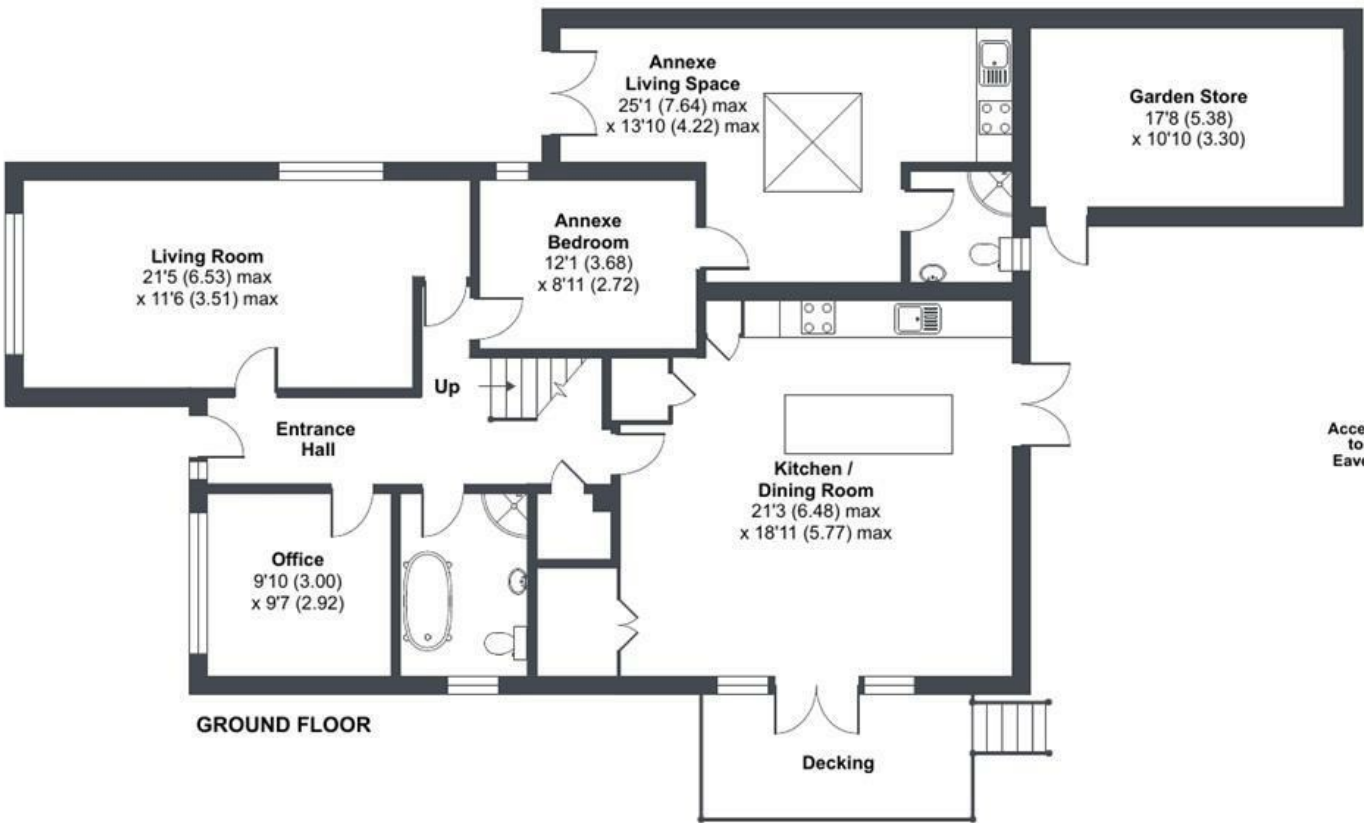 Annexe
Living Space
25'1 (7.64) max
x 13'10 (4.22) max
Garden Store
17'8 (5.38)
x 10'10 (3.30)
Living Room
21'5 (6.53) max
x 11'6 (3.51) max
Annexe
Bedroom
12'1 (3.68)
x 8'11 (2.72)
Up
Entrance
Hall
Kitchen /
Dining Room
21'3 (6.48) max
x 18'11 (5.77) max
Office
9'10 (3.00)
x 9'7 (2.92)
Decking
GROUND FLOOR
Acce
to
Eave